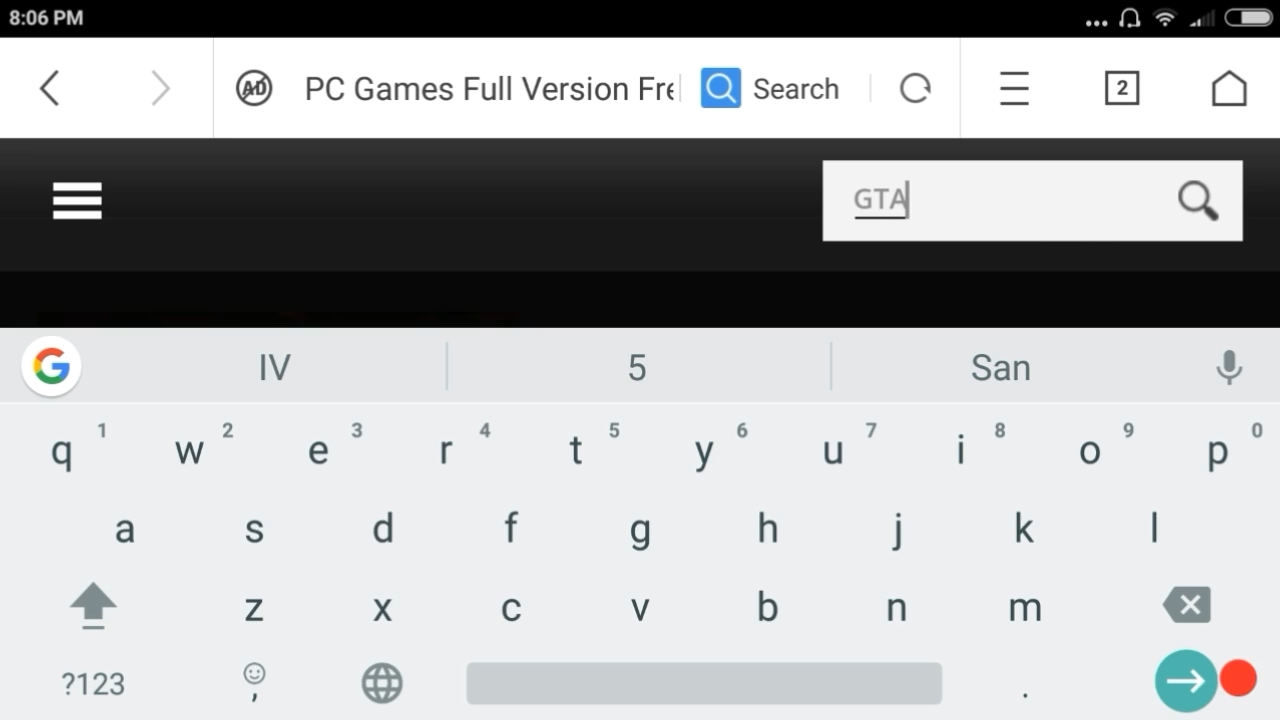 8:06 PM
AD PC Games Full Version Fre Search 2
GTA
IV 5 San
q 1 w 2 e 3 r 4 t 5 y 6 u 7 i 8 o 9 p 0
a s d f g h j k l
z x c v b n m
?123 , .